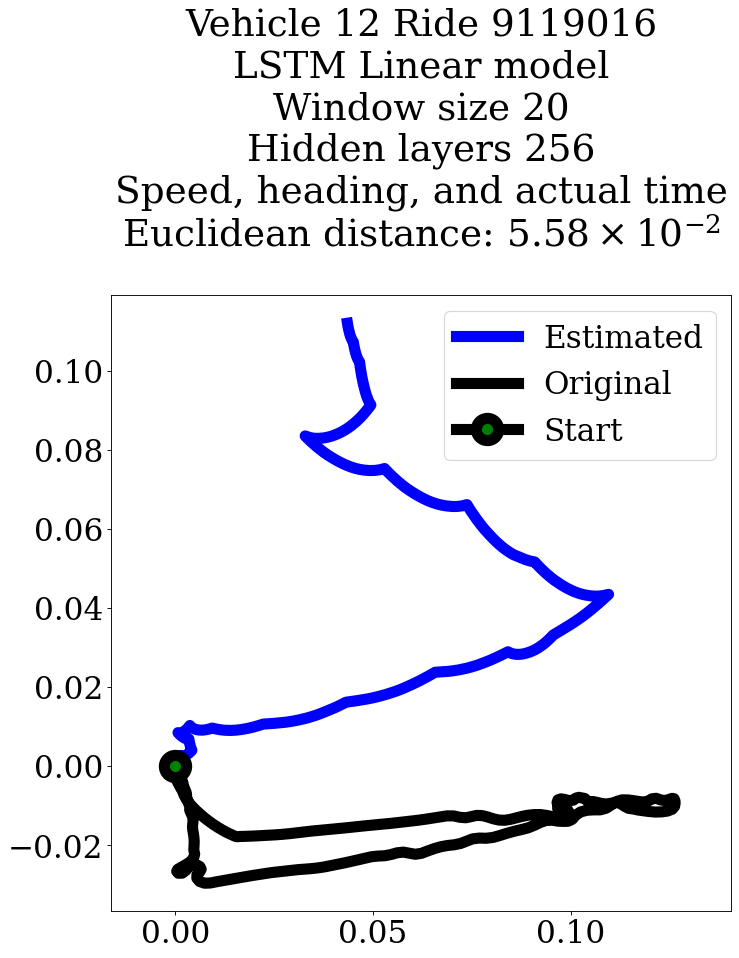 Vehicle 12 Ride 9119016
LSTM Linear model
Window size 20
Hidden layers 256
Speed, heading, and actual time
Euclidean distance: 5.58 × 10⁻²
Estimated
Original
Start
0.10
0.08
0.06
0.04
0.02
0.00
−0.02
0.00 0.05 0.10